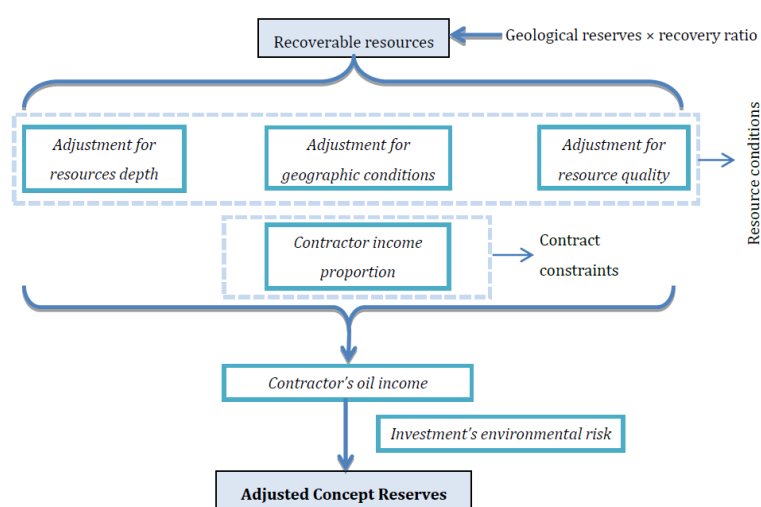 Recoverable resources
Geological reserves × recovery ratio
Adjustment for
resources depth
Adjustment for
geographic conditions
Adjustment for
resource quality
Resource conditions
Contractor income
proportion
Contract
constraints
Contractor's oil income
Investment's environmental risk
Adjusted Concept Reserves